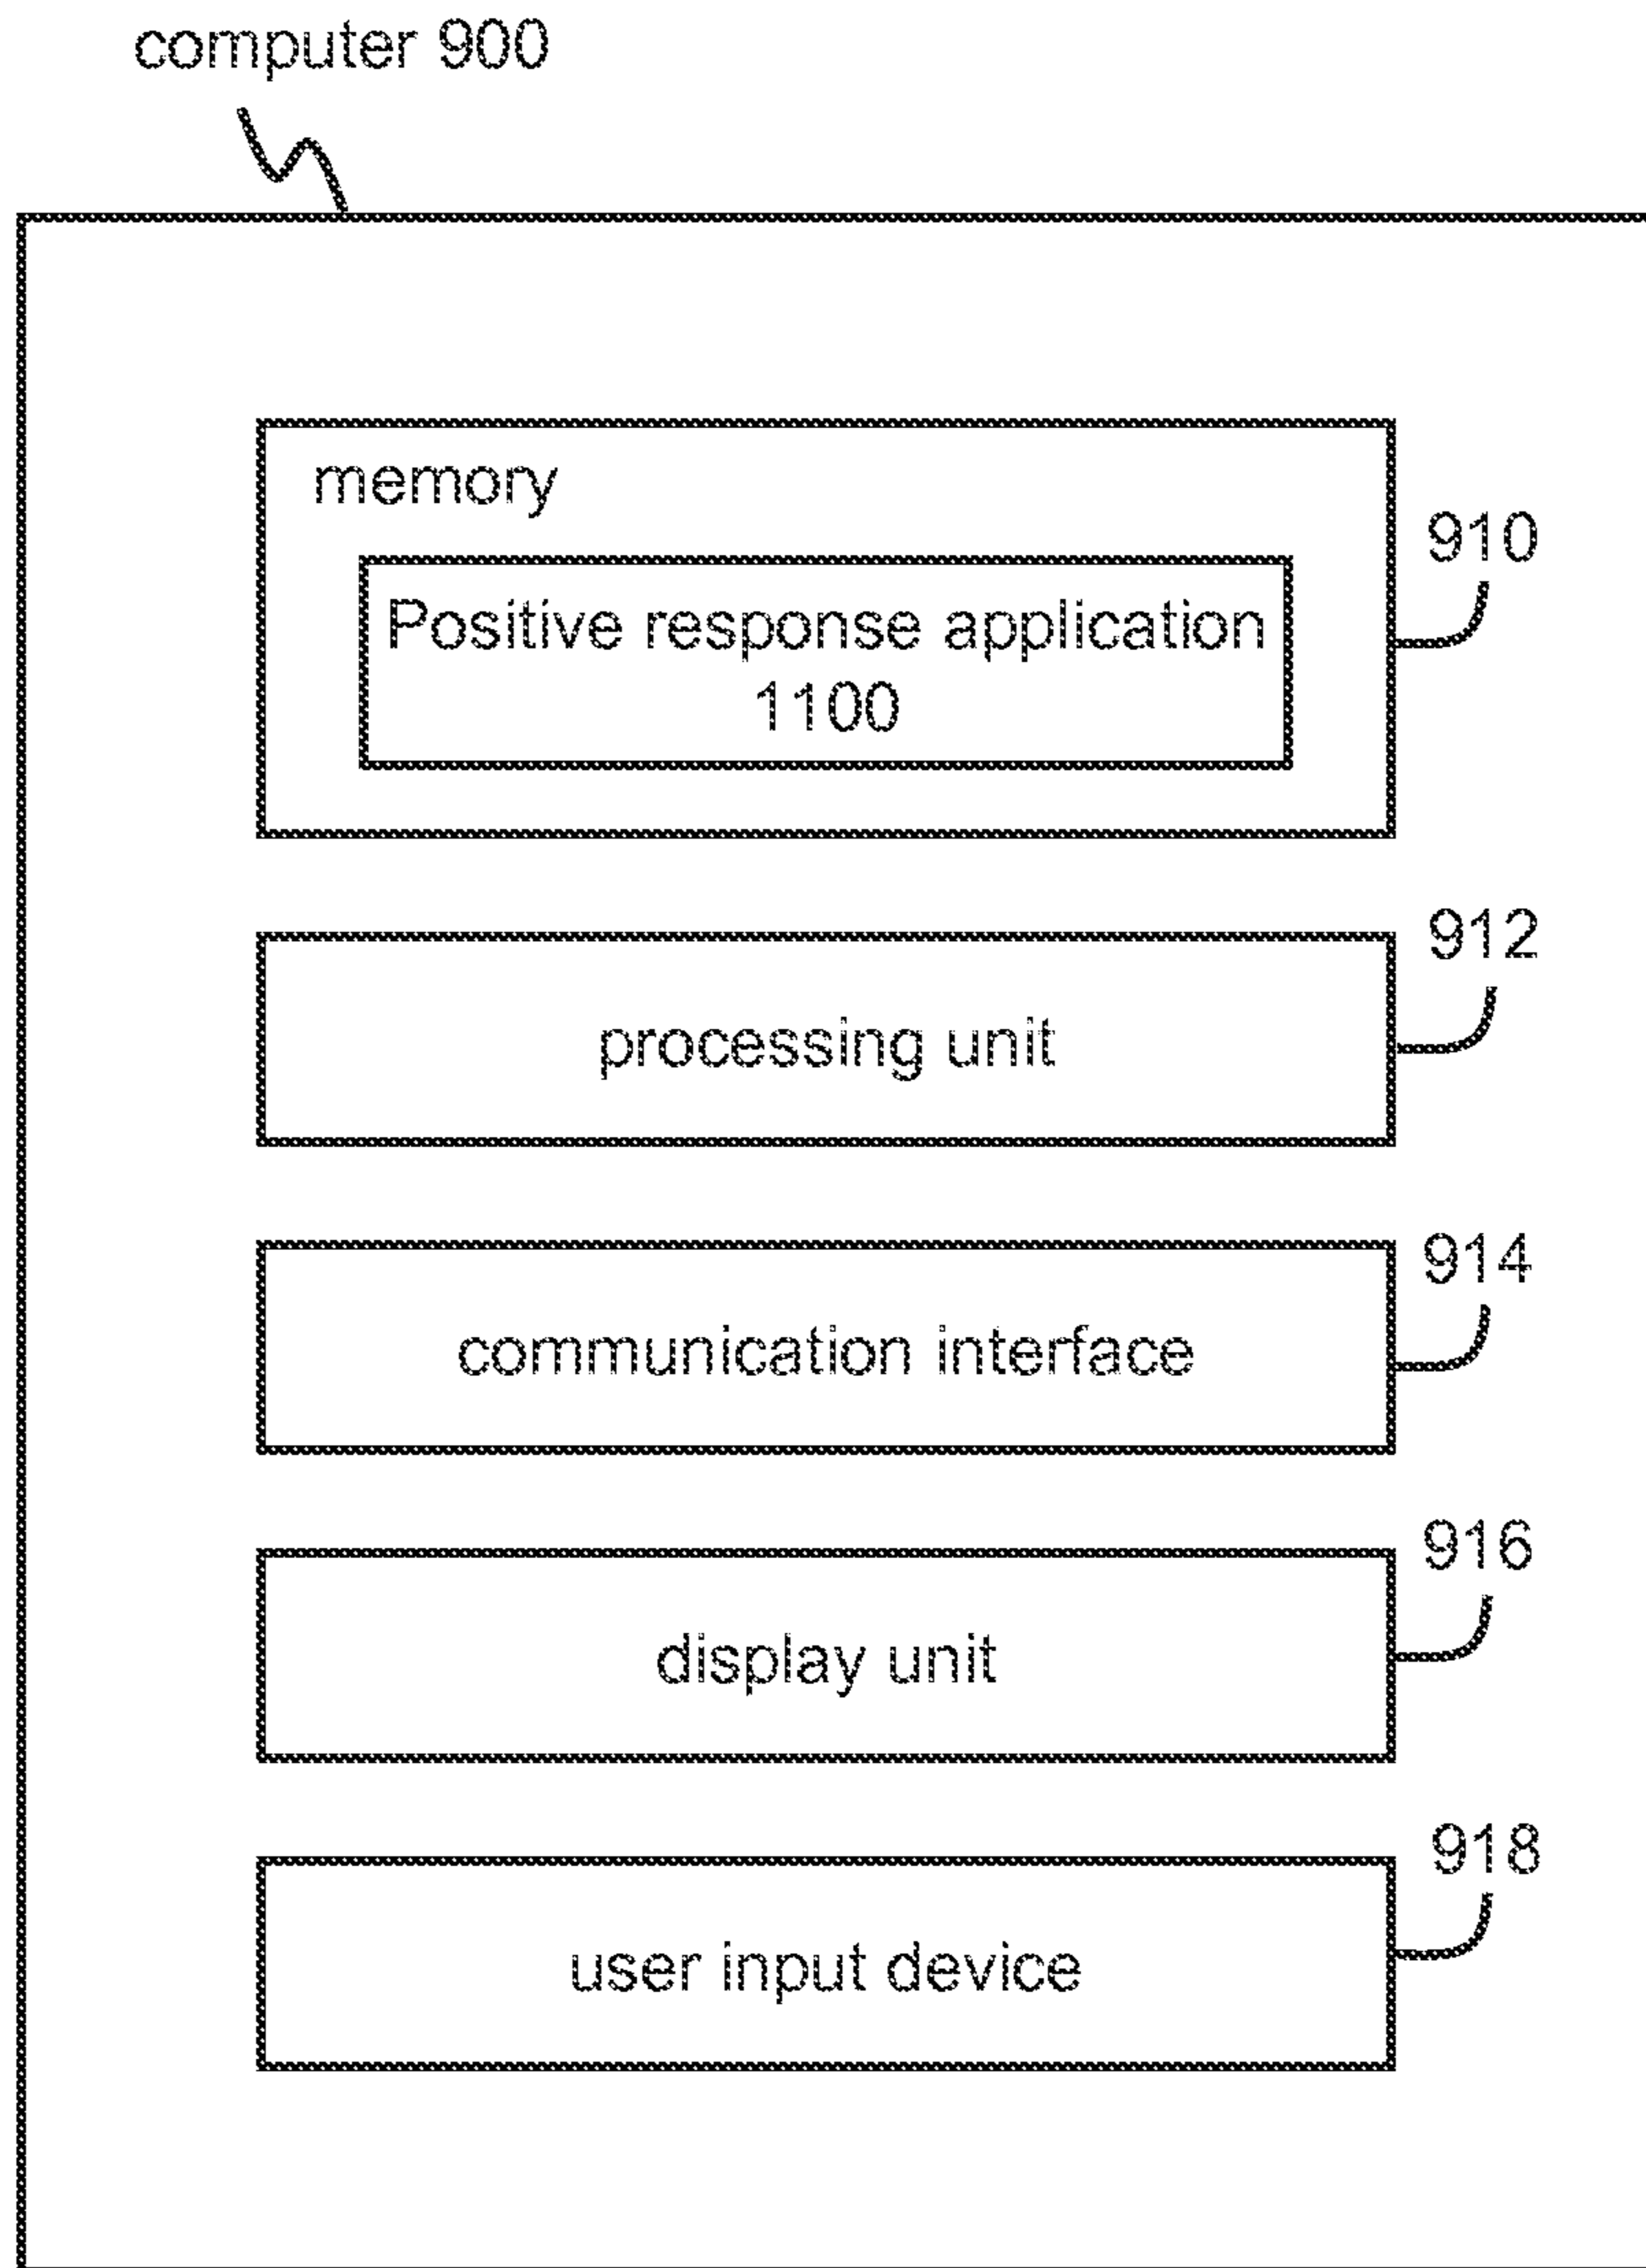 computer 900
memory
910
Positive response application
1100
912
processing unit
914
communication interface
916
display unit
918
user input device